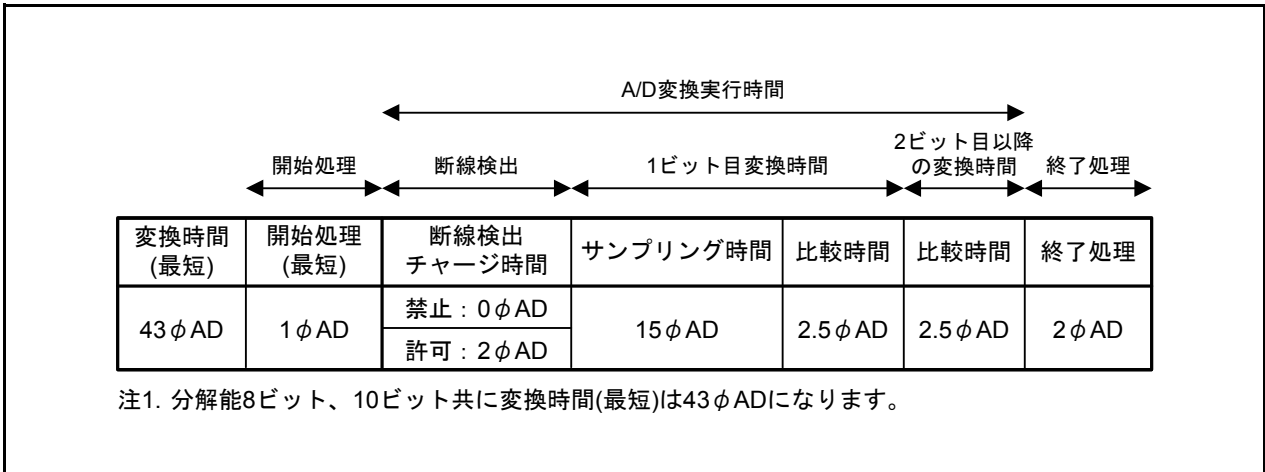 A/D変換実行時間
開始処理
断線検出
1ビット目変換時間
2ビット目以降
の変換時間
終了処理
変換時間
(最短)
開始処理
(最短)
断線検出
チャージ時間
サンプリング時間
比較時間
比較時間
終了処理
43φAD
1φAD
禁止：0φAD
許可：2φAD
15φAD
2.5φAD
2.5φAD
2φAD
注1. 分解能8ビット、10ビット共に変換時間(最短)は43φADになります。